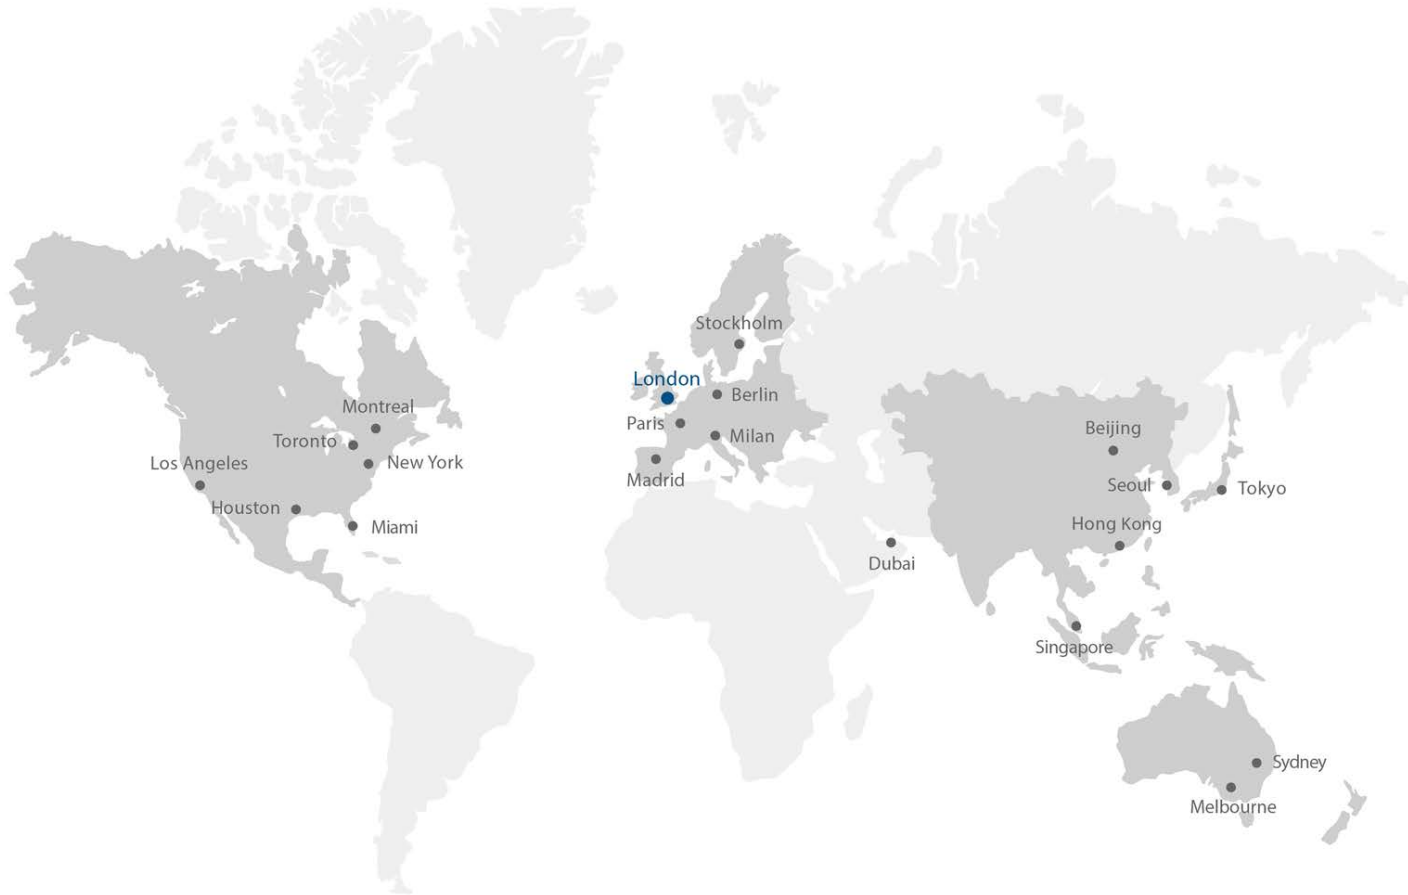 Stockholm
London
Berlin
Montreal
Paris
Milan
Beijing
Toronto
Los Angeles
New York
Madrid
Seoul
Tokyo
Houston
Miami
Hong Kong
Dubai
Singapore
Sydney
Melbourne